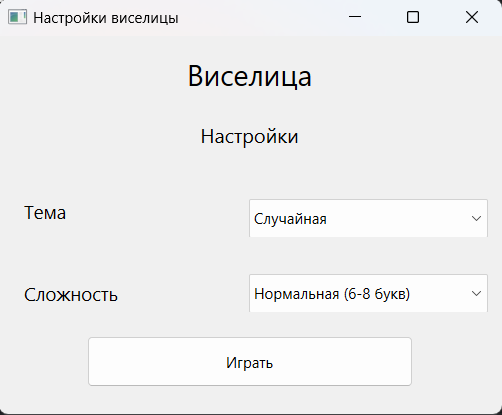 Настройки виселицы
Виселица
Настройки
Тема
Случайная
Сложность
Нормальная (6-8 букв)
Играть